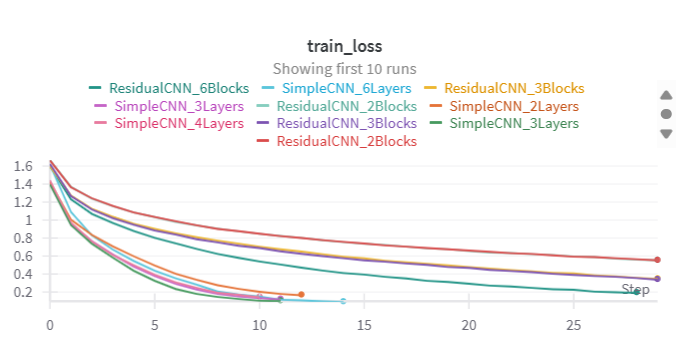 train_loss
Showing first 10 runs
ResidualCNN_6Blocks SimpleCNN_6Layers ResidualCNN_3Blocks
SimpleCNN_3Layers ResidualCNN_2Blocks SimpleCNN_2Layers
SimpleCNN_4Layers ResidualCNN_3Blocks SimpleCNN_3Layers
ResidualCNN_2Blocks
1.6
1.4
1.2
1
0.8
0.6
0.4
0.2
Step
0 5 10 15 20 25